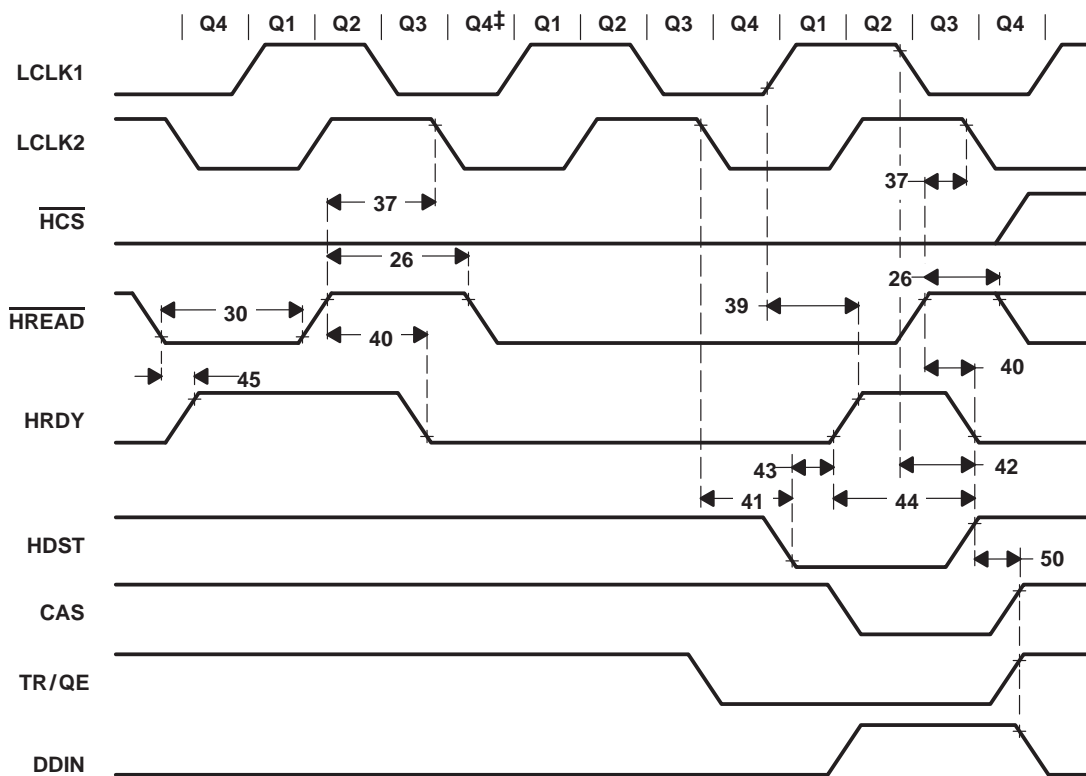 Q4 Q1 Q2 Q3 Q4‡ Q1 Q2 Q3 Q4 Q1 Q2 Q3 Q4
LCLK1
LCLK2
37
37
HCS
26
26
HREAD
30
39
40
40
45
HRDY
43
42
41
44
HDST
50
CAS
TR/QE
DDIN